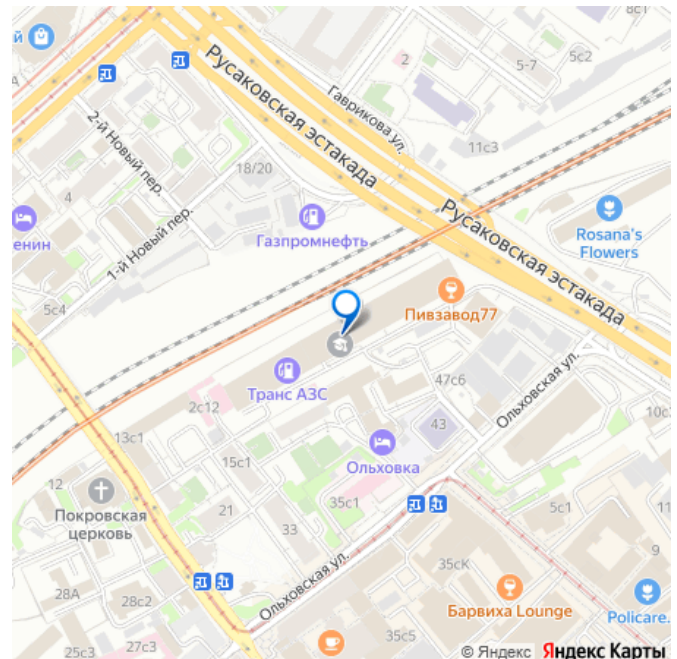 8с1
й
5с2
2
5-7
А
Русаковская эстакада
Гаврикова Ул.
11с3
2-й Новый пер.
18/20
4
Русаковская эстакада
Газпромнефть
Rosana's
Flowers
енин
1-й Новый пер.
5с4
Пивзавод77
Транс АЗС
47с6
2с12
Ольховская ул.
10с
13с1
43
15с1
Ольховка
12
Покровская
церковь
21
35с1
5с1
11
33
9
35сК
28А
28с2
Ольховская ул.
Барвиха Lounge
Policare.
25с3
27с3
35с5
© Яндекс Яндекс Карты